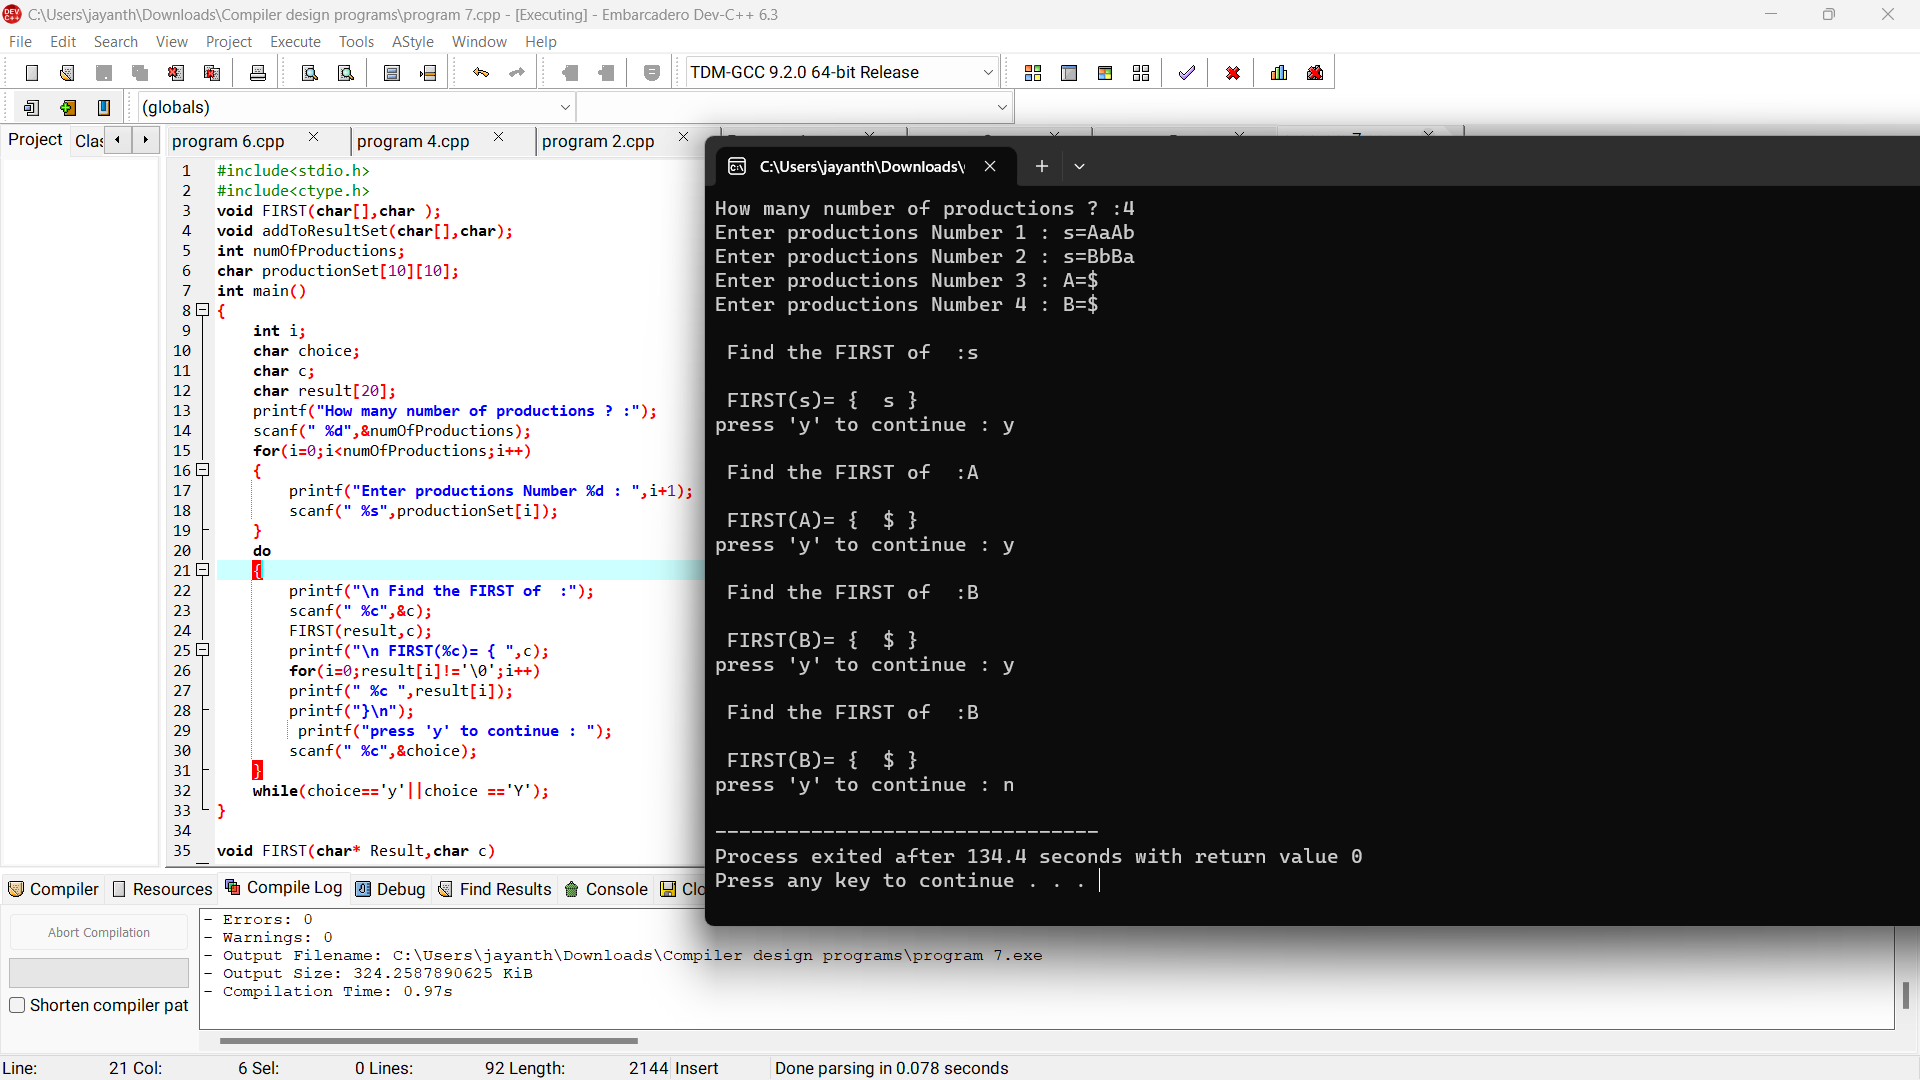 C:\Users\jayanth\Downloads\Compiler design programs\program 7.cpp - [Executing] - Embarcadero Dev-C++ 6.3
File Edit Search View Project Execute Tools AStyle Window Help
TDM-GCC 9.2.0 64-bit Release
(globals)
Project Clas
program 6.cpp program 4.cpp program 2.cpp
1 #include<stdio.h>
2 #include<ctype.h>
3 void FIRST(char[],char );
4 void addToResultSet(char[],char);
5 int numOfProductions;
6 char productionSet[10][10];
7 int main()
8 {
9 int i;
10 char choice;
11 char c;
12 char result[20];
13 printf("How many number of productions ? :");
14 scanf(" %d",&numOfProductions);
15 for(i=0;i<numOfProductions;i++)
16 {
17 printf("Enter productions Number %d : ",i+1);
18 scanf(" %s",productionSet[i]);
19 }
20 do
21 {
22 printf("\n Find the FIRST of  :");
23 scanf(" %c",&c);
24 FIRST(result,c);
25 printf("\n FIRST(%c)= { ",c);
26 for(i=0;result[i]!='\0';i++)
27 printf(" %c ",result[i]);
28 printf("}\n");
29 printf("press 'y' to continue : ");
30 scanf(" %c",&choice);
31 }
32 while(choice=='y'||choice =='Y');
33 }
34
35 void FIRST(char* Result,char c)
C:\Users\jayanth\Downloads\
How many number of productions ? :4
Enter productions Number 1 : s=AaAb
Enter productions Number 2 : s=BbBa
Enter productions Number 3 : A=$
Enter productions Number 4 : B=$
Find the FIRST of  :s
FIRST(s)= {  s }
press 'y' to continue : y
Find the FIRST of  :A
FIRST(A)= {  $ }
press 'y' to continue : y
Find the FIRST of  :B
FIRST(B)= {  $ }
press 'y' to continue : y
Find the FIRST of  :B
FIRST(B)= {  $ }
press 'y' to continue : n
--------------------------------
Process exited after 134.4 seconds with return value 0
Press any key to continue . . .
Compiler Resources Compile Log Debug Find Results Console Clo
Abort Compilation
Shorten compiler pat
- Errors: 0
- Warnings: 0
- Output Filename: C:\Users\jayanth\Downloads\Compiler design programs\program 7.exe
- Output Size: 324.2587890625 KiB
- Compilation Time: 0.97s
Line: 21 Col: 6 Sel: 0 Lines: 92 Length: 2144 Insert Done parsing in 0.078 seconds